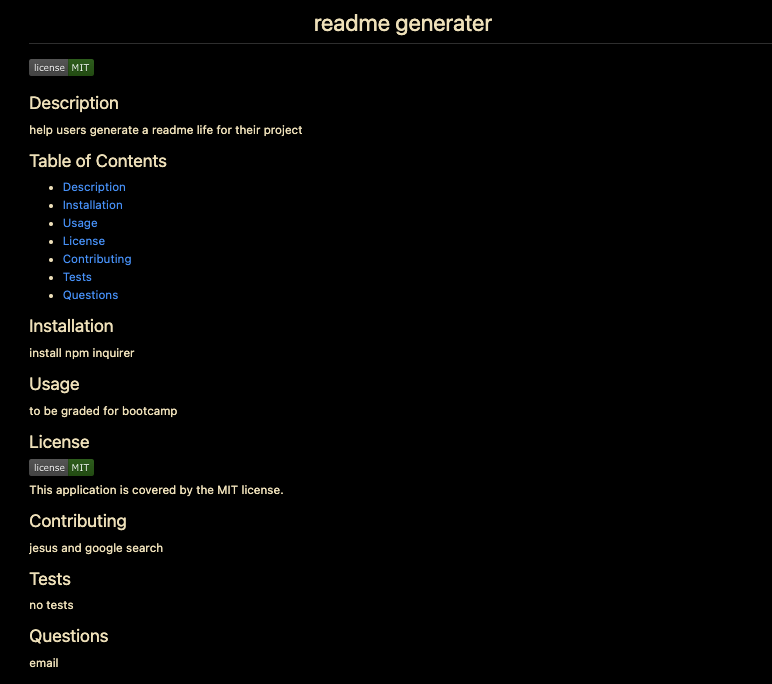 readme generater
license MIT
Description
help users generate a readme life for their project
Table of Contents
Description
Installation
Usage
License
Contributing
Tests
Questions
Installation
install npm inquirer
Usage
to be graded for bootcamp
License
license MIT
This application is covered by the MIT license.
Contributing
jesus and google search
Tests
no tests
Questions
email